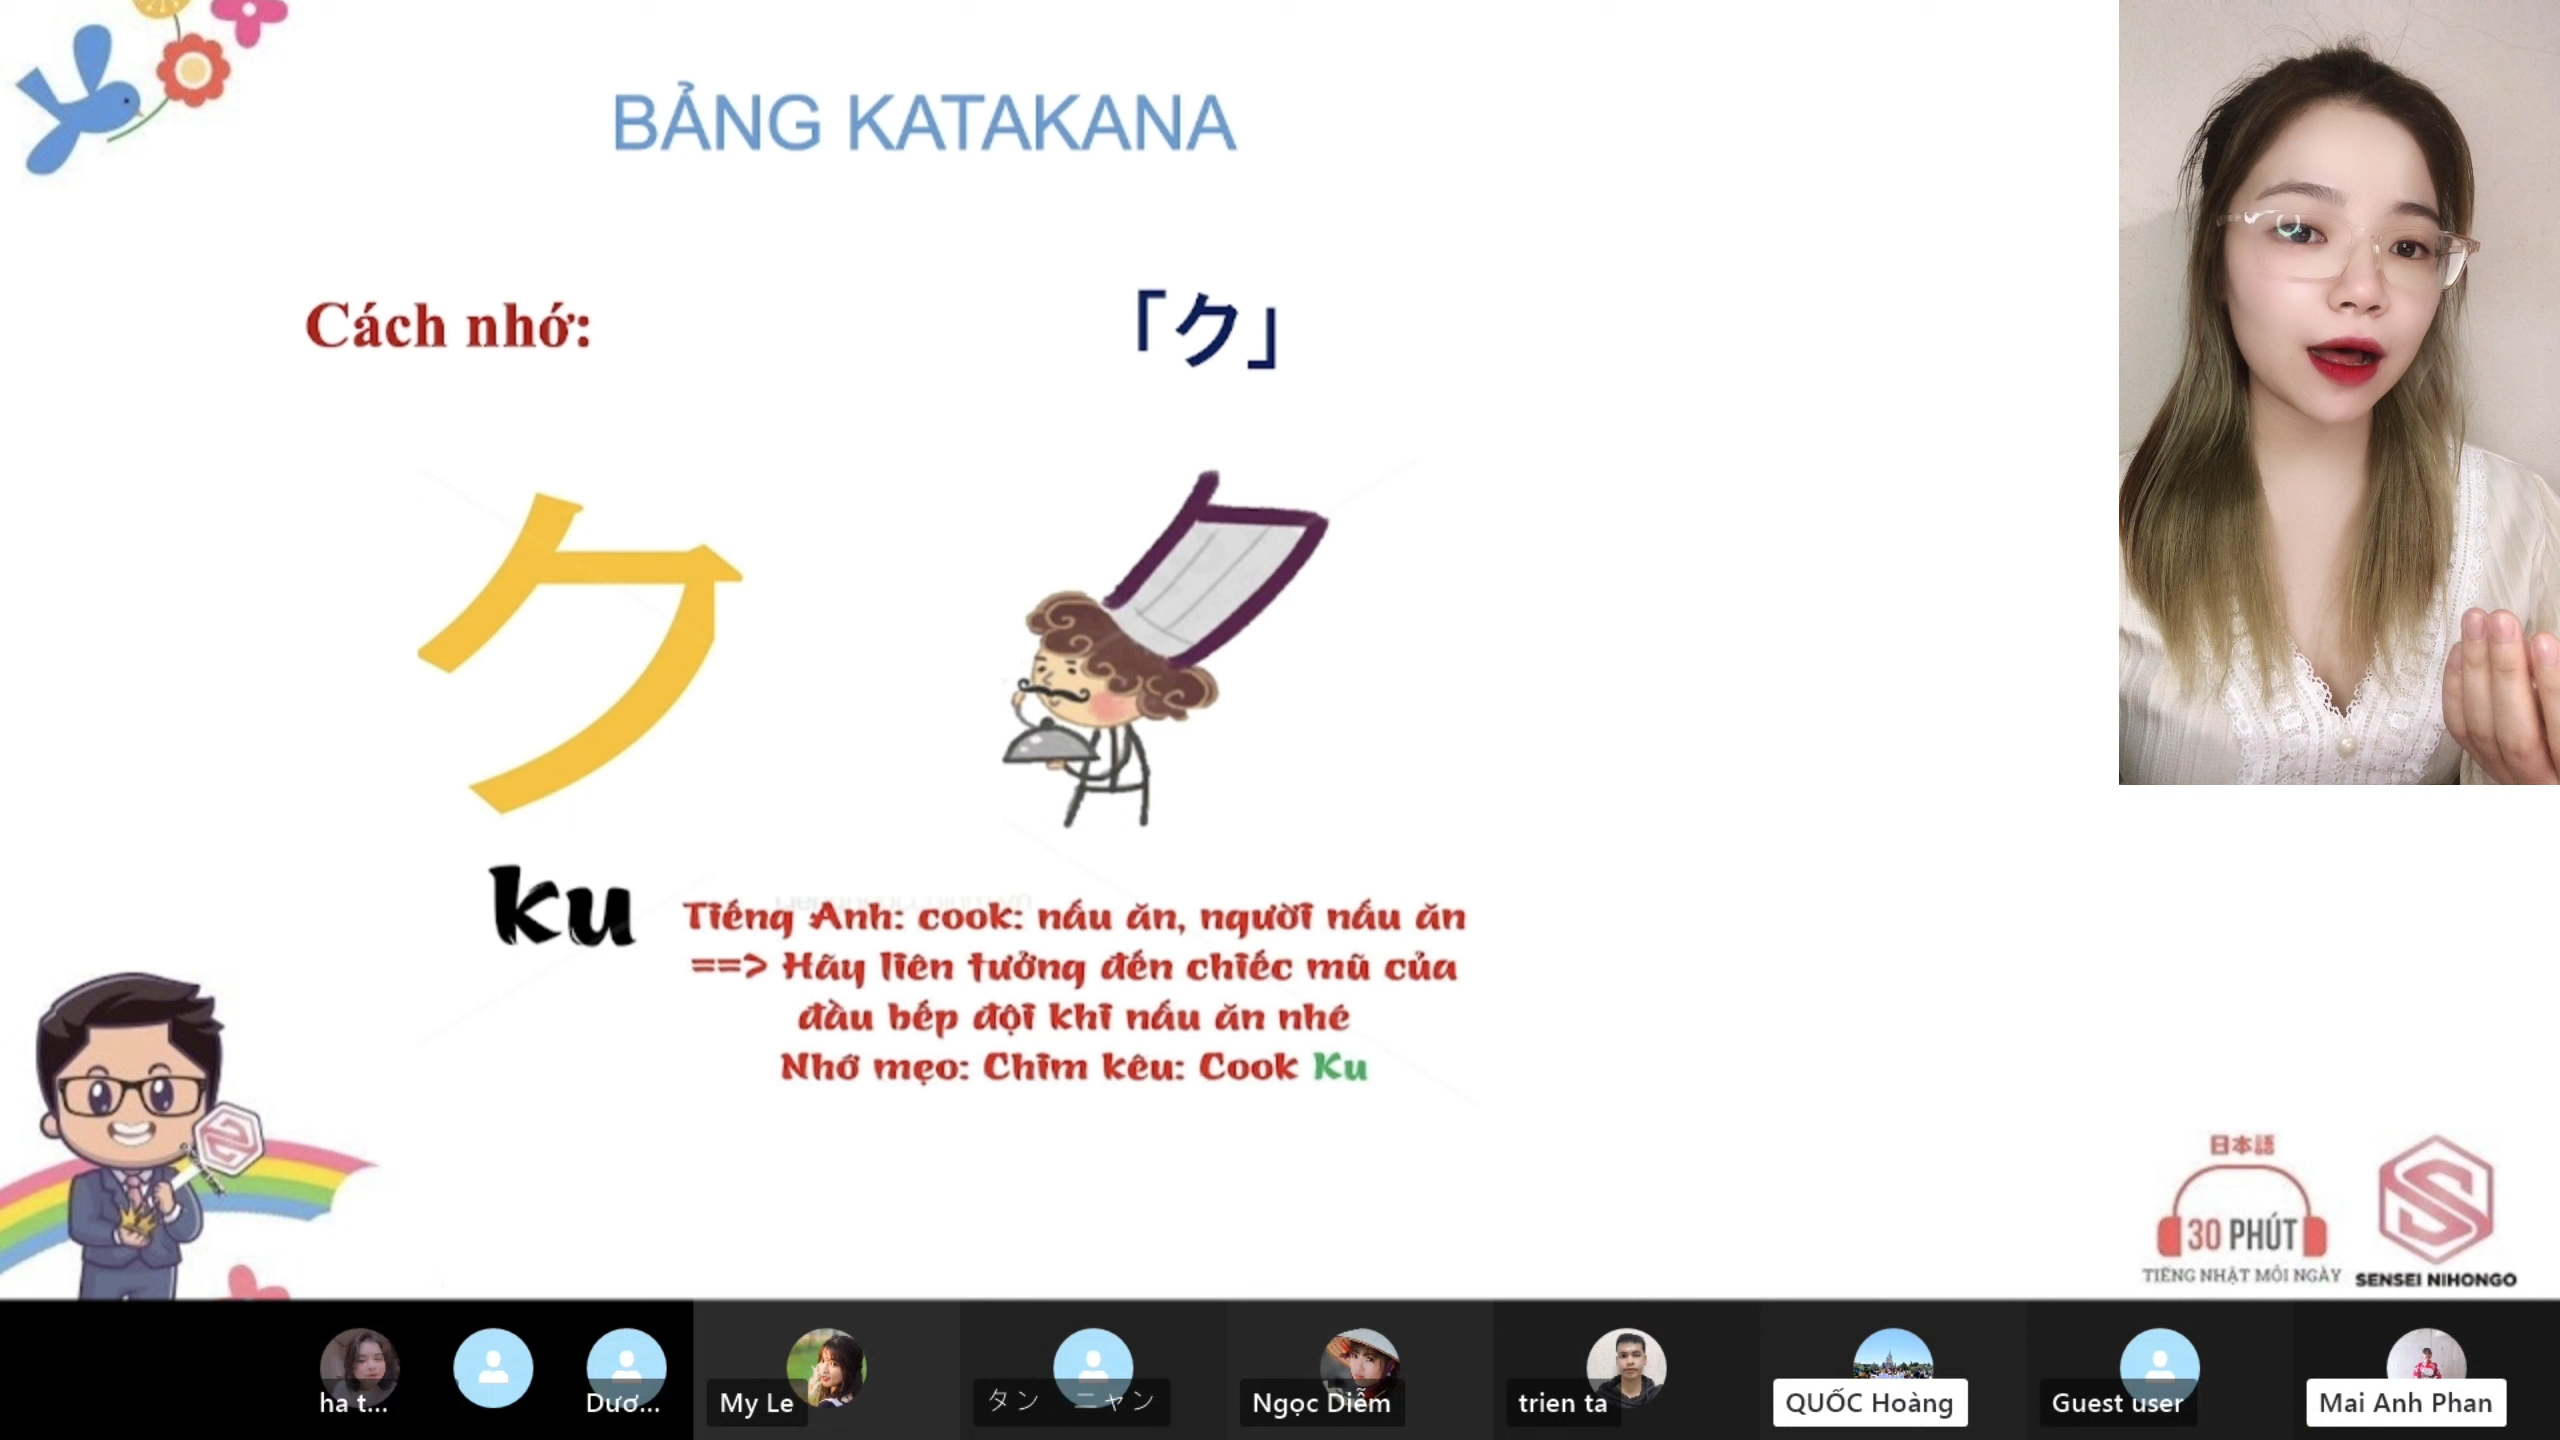 BẢNG KATAKANA
Cách nhớ:
「ク」
ク
ku
Tiếng Anh: cook: nấu ăn, người nấu ăn
==> Hãy liên tưởng đến chiếc mũ của
đầu bếp đội khi nấu ăn nhé
Nhớ mẹo: Chim kêu: Cook Ku
日本語
30 PHÚT
TIẾNG NHẬT MỖI NGÀY
SENSEI NIHONGO
ha t...
Dươ...
My Le
タン ニャン
Ngọc Diễm
trien ta
QUỐC Hoàng
Guest user
Mai Anh Phan